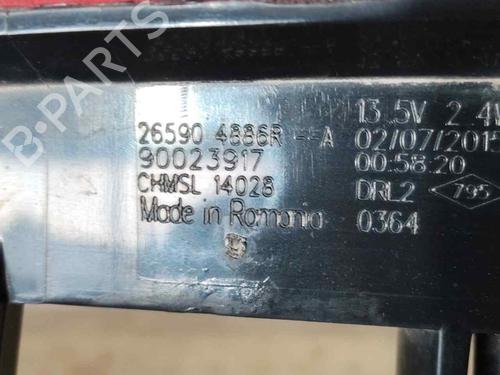 26590 4886R --A
90023917
CHMSL 14028
Made in Romania
13.5V 2.4W
02/07/2015
00:58:20
DRL2 <795>
0364
B-PARTS